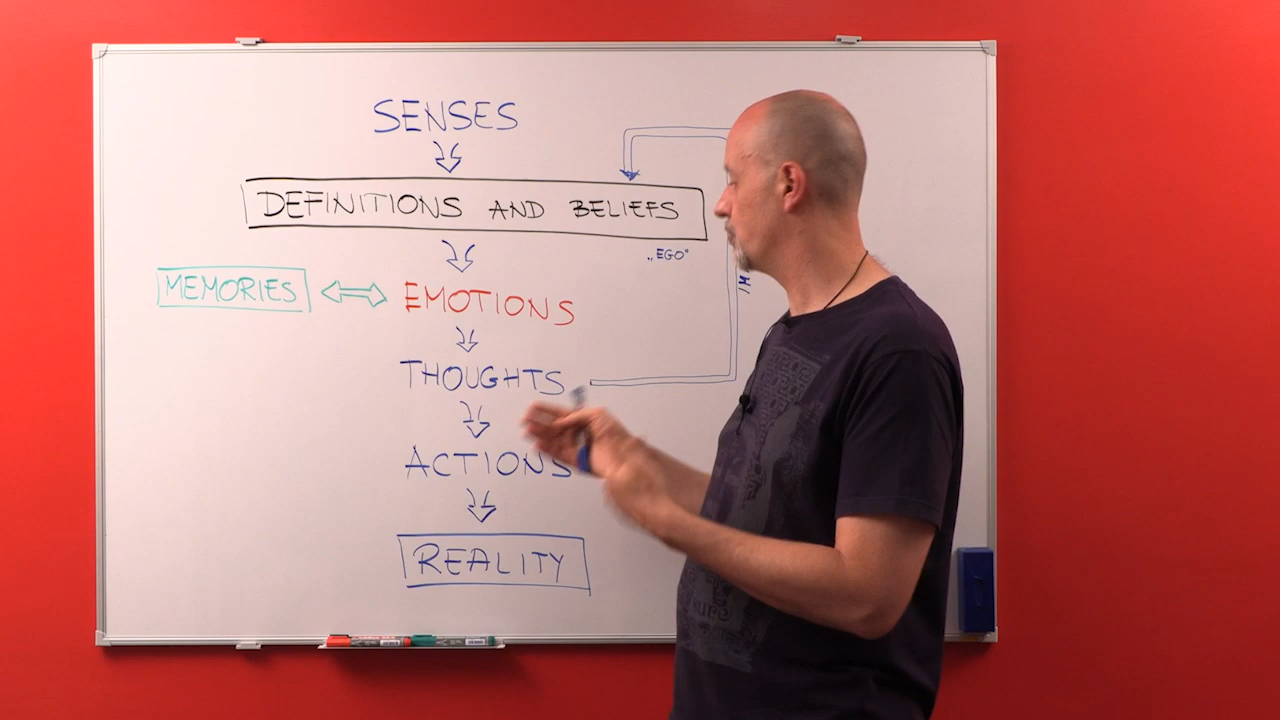 SENSES
DEFINITIONS AND BELIEFS
„EGO"
MEMORIES
EMOTIONS
THOUGHTS
ACTIONS
REALITY